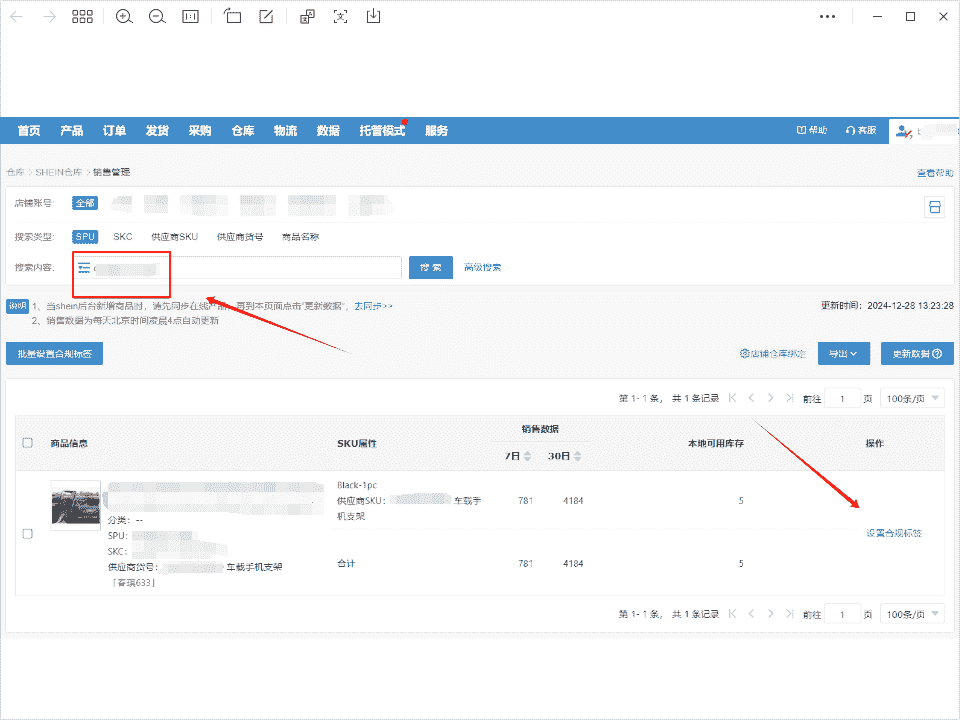 首页 产品 订单 发货 采购 仓库 物流 数据 托管模式 服务 帮助 客服
仓库 > SHEIN仓库 > 销售管理 查看帮助
店铺账号: 全部
搜索类型: SPU SKC 供应商SKU 供应商货号 商品名称
搜索内容: 搜 索 高级搜索
说明 1、当shein后台新增商品时，请先同步在线产品，再到本页面点击"更新数据"。去同步>> 更新时间: 2024-12-28 13:23:28
2、销售数据为每天北京时间凌晨4点自动更新
批量设置合规标签 店铺仓库绑定 导出 更新数据
第 1- 1 条， 共 1 条记录 前往 1 页 100条/页
商品信息 SKU属性 销售数据 本地可用库存 操作
7日 30日
Black-1pc
供应商SKU: 车载手 781 4184 5
机支架
分类: --
SPU:
设置合规标签
SKC:
供应商货号: 车载手机支架
合计 781 4184 5
第 1- 1 条， 共 1 条记录 前往 1 页 100条/页